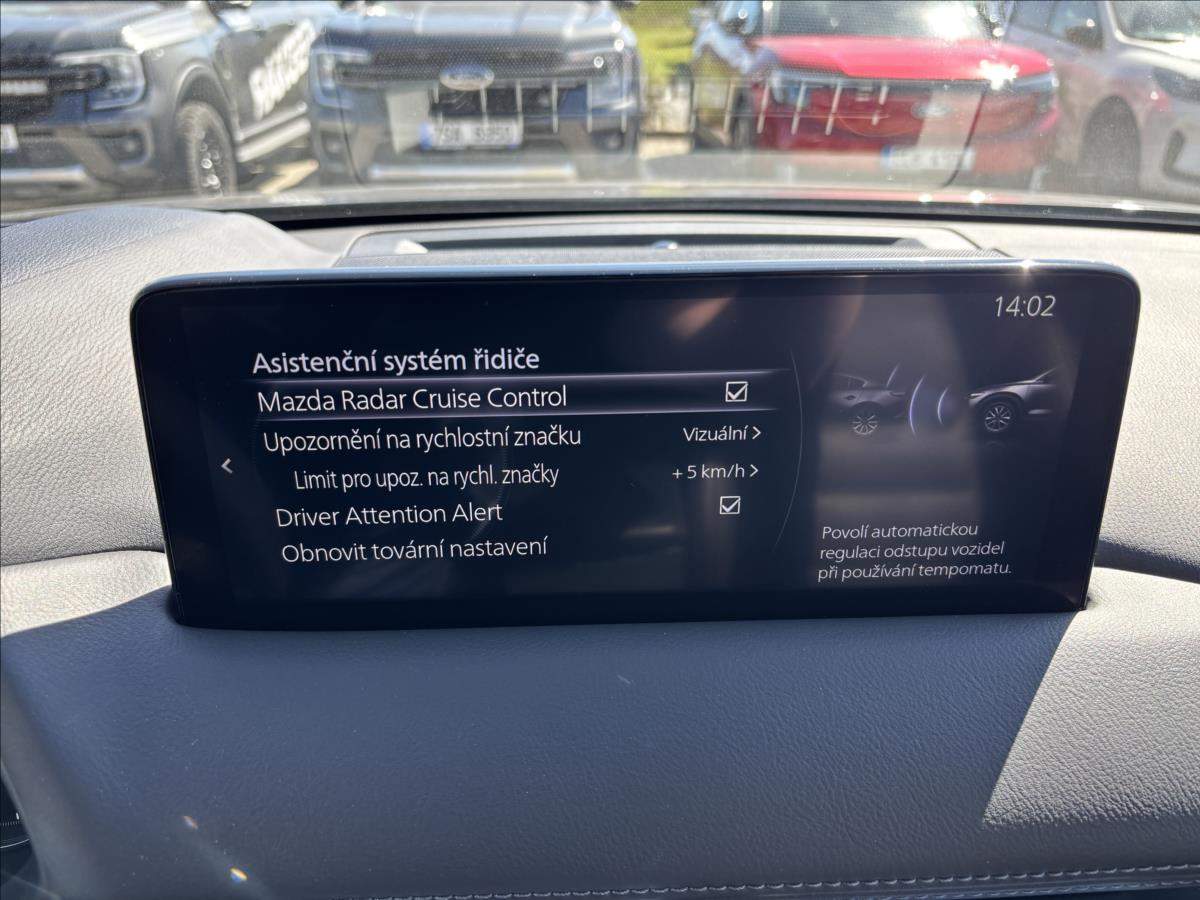 Ford
14:02
Asistenční systém řidiče
Mazda Radar Cruise Control
Upozornění na rychlostní značku Vizuální >
Limit pro upoz. na rychl. značky + 5 km/h >
Driver Attention Alert
Obnovit tovární nastavení
Povolí automatickou
regulaci odstupu vozidel
při používání tempomatu.